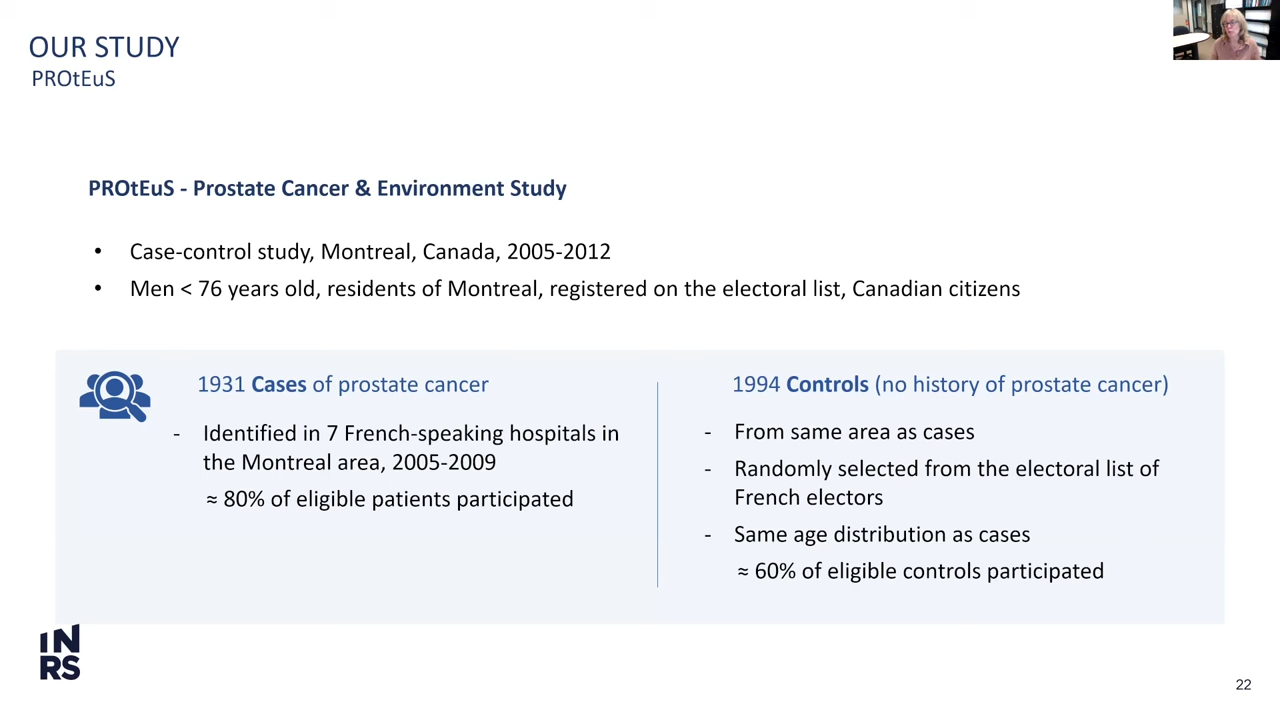 OUR STUDY
PROtEuS
PROtEuS - Prostate Cancer & Environment Study
• Case-control study, Montreal, Canada, 2005-2012
• Men < 76 years old, residents of Montreal, registered on the electoral list, Canadian citizens
1931 Cases of prostate cancer
- Identified in 7 French-speaking hospitals in
the Montreal area, 2005-2009
≈ 80% of eligible patients participated
1994 Controls (no history of prostate cancer)
- From same area as cases
- Randomly selected from the electoral list of
French electors
- Same age distribution as cases
≈ 60% of eligible controls participated
IN
RS
22